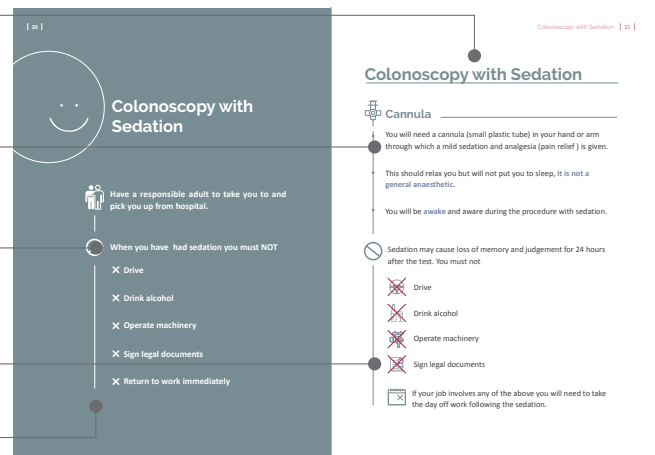 | 20 |
Colonoscopy with
Sedation
Have a responsible adult to take you to and
pick you up from hospital.
When you have had sedation you must NOT
Drive
Drink alcohol
Operate machinery
Sign legal documents
Return to work immediately
Colonoscopy with Sedation | 21 |
Colonoscopy with Sedation
Cannula
You will need a cannula (small plastic tube) in your hand or arm
through which a mild sedation and analgesia (pain relief ) is given.
This should relax you but will not put you to sleep, it is not a
general anaesthetic.
You will be awake and aware during the procedure with sedation.
Sedation may cause loss of memory and judgement for 24 hours
after the test. You must not
Drive
Drink alcohol
Operate machinery
Sign legal documents
If your job involves any of the above you will need to take
the day off work following the sedation.